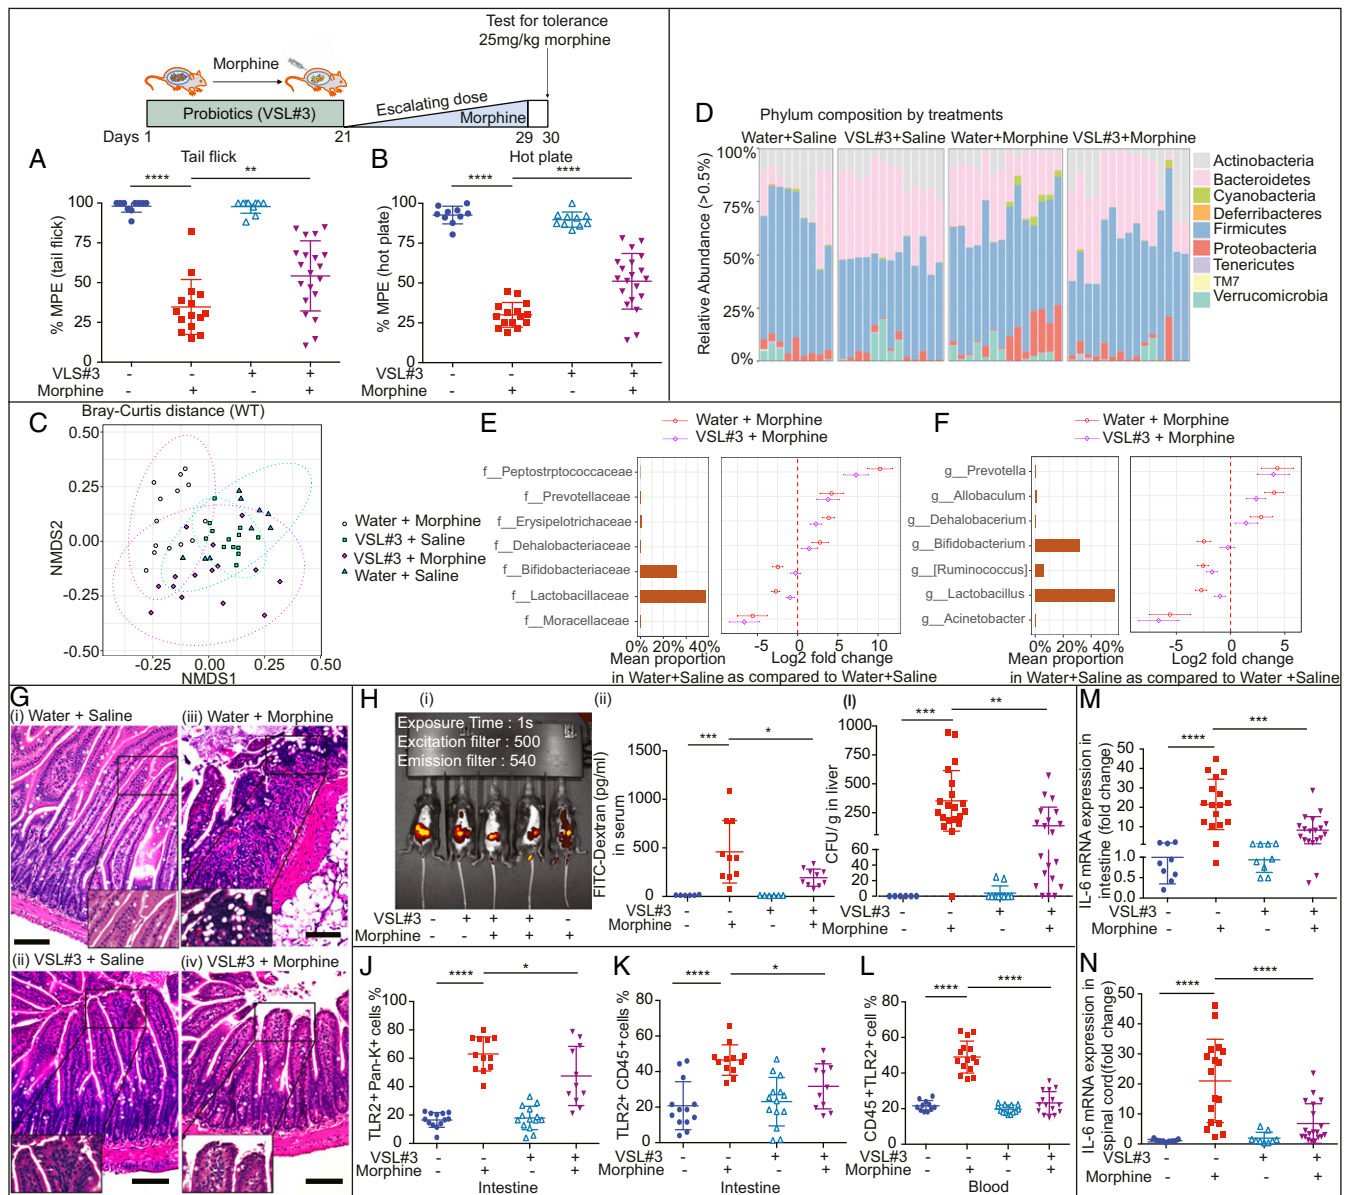 Test for tolerance
25mg/kg morphine
Morphine
Probiotics (VSL#3)
Escalating dose
Morphine
Days 1
21
29
30
A
Tail flick
****
**
% MPE (tail flick)
100
75
50
25
0
VLS#3
- - + +
Morphine
- + - +
B
Hot plate
****
****
% MPE (hot plate)
100
75
50
25
0
VSL#3
- - + +
Morphine
- + - +
D
Phylum composition by treatments
Water+Saline
VSL#3+Saline
Water+Morphine
VSL#3+Morphine
Relative Abundance (>0.5%)
100%
75%
50%
25%
0%
Actinobacteria
Bacteroidetes
Cyanobacteria
Deferribacteres
Firmicutes
Proteobacteria
Tenericutes
TM7
Verrucomicrobia
C
Bray-Curtis distance (WT)
NMDS2
0.50
0.25
0.00
-0.25
-0.50
-0.25
0.00
0.25
0.50
NMDS1
Water + Morphine
VSL#3 + Saline
VSL#3 + Morphine
Water + Saline
E
Water + Morphine
VSL#3 + Morphine
f__Peptostrptococcaceae
f__Prevotellaceae
f__Erysipelotrichaceae
f__Dehalobacteriaceae
f__Bifidobacteriaceae
f__Lactobacillaceae
f__Moracellaceae
0% 20% 40%
Mean proportion
in Water+Saline
-5 0 5 10
Log2 fold change
as compared to Water+Saline
F
Water + Morphine
VSL#3 + Morphine
g__Prevotella
g__Allobaculum
g__Dehalobacerium
g__Bifidobacterium
g__[Ruminococcus]
g__Lactobacillus
g__Acinetobacter
0% 20% 40%
Mean proportion
in Water+Saline
-5 0 5
Log2 fold change
as compared to Water +Saline
G
(i) Water + Saline
(iii) Water + Morphine
(ii) VSL#3 + Saline
(iv) VSL#3 + Morphine
H
(i)
Exposure Time : 1s
Excitation filter : 500
Emission filter : 540
VSL#3
- + + + -
Morphine
- - + + +
(ii)
***
*
FITC-Dextran (pg/ml)
in serum
1500
1000
500
0
VSL#3
- - + +
Morphine
- + - +
(I)
***
**
CFU/ g in liver
1000
750
500
250
60
40
20
0
VSL#3
- - + +
Morphine
- + - +
M
****
***
IL-6 mRNA expression in
intestine (fold change)
50
40
30
20
10
1.0
0.5
0.0
VSL#3
- - + +
Morphine
- + - +
J
****
*
TLR2+Pan-K+ cells %
100
80
60
40
20
0
VSL#3
- - + +
Morphine
- + - +
Intestine
K
****
*
TLR2+ CD45+cells %
80
60
40
20
0
VSL#3
- - + +
Morphine
- + - +
Intestine
L
****
****
CD45+TLR2+ cell %
80
60
40
20
0
VSL#3
- - + +
Morphine
- + - +
Blood
N
****
****
IL-6 mRNA expression in
spinal cord(fold change)
50
40
30
20
10
0
VSL#3
- - + +
Morphine
- + - +